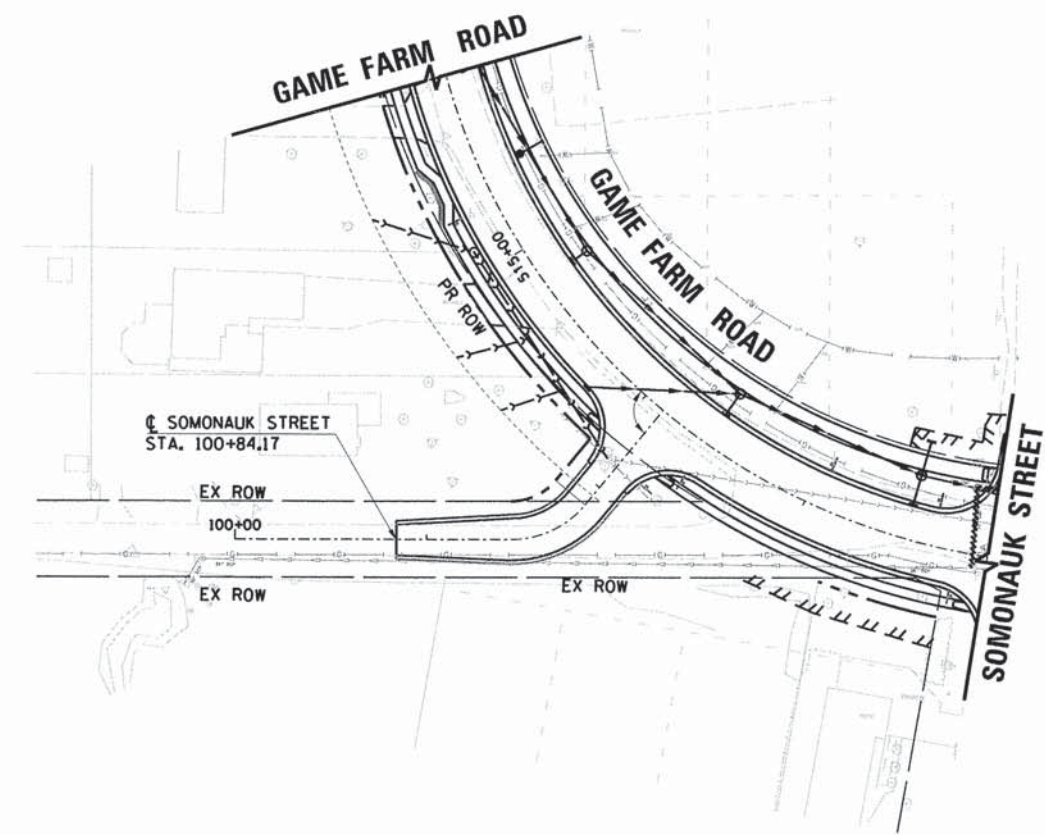 GAME FARM ROAD
GAME FARM ROAD
515+00
PR ROW
℄ SOMONAUK STREET
STA. 100+84.17
EX ROW
100+00
EX ROW
EX ROW
SOMONAUK STREET